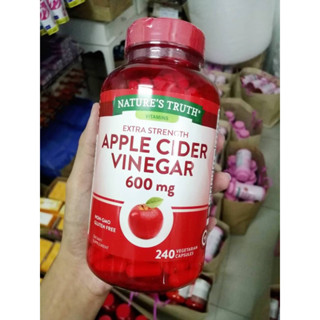 NATURE'S TRUTH®
VITAMINS
EXTRA STRENGTH
APPLE CIDER
VINEGAR
600 mg
NON-GMO
GLUTEN FREE
240 VEGETARIAN
CAPSULES